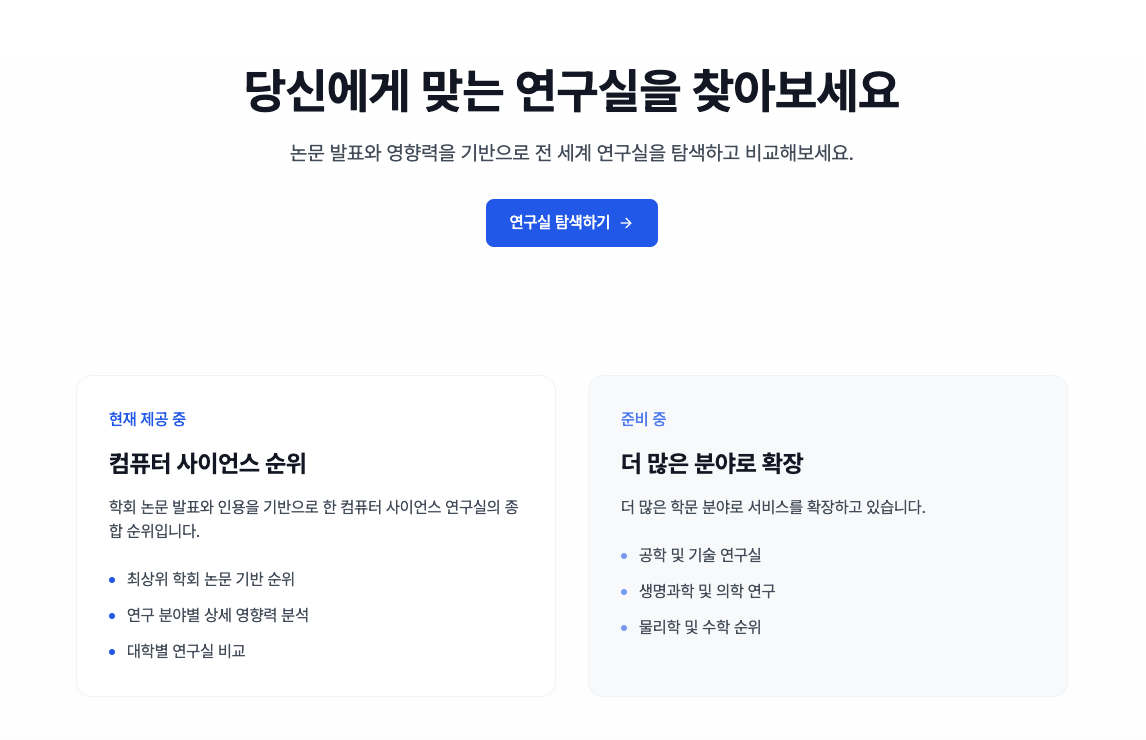 당신에게 맞는 연구실을 찾아보세요
논문 발표와 영향력을 기반으로 전 세계 연구실을 탐색하고 비교해보세요.
연구실 탐색하기 →
현재 제공 중
컴퓨터 사이언스 순위
학회 논문 발표와 인용을 기반으로 한 컴퓨터 사이언스 연구실의 종
합 순위입니다.
최상위 학회 논문 기반 순위
연구 분야별 상세 영향력 분석
대학별 연구실 비교
준비 중
더 많은 분야로 확장
더 많은 학문 분야로 서비스를 확장하고 있습니다.
공학 및 기술 연구실
생명과학 및 의학 연구
물리학 및 수학 순위